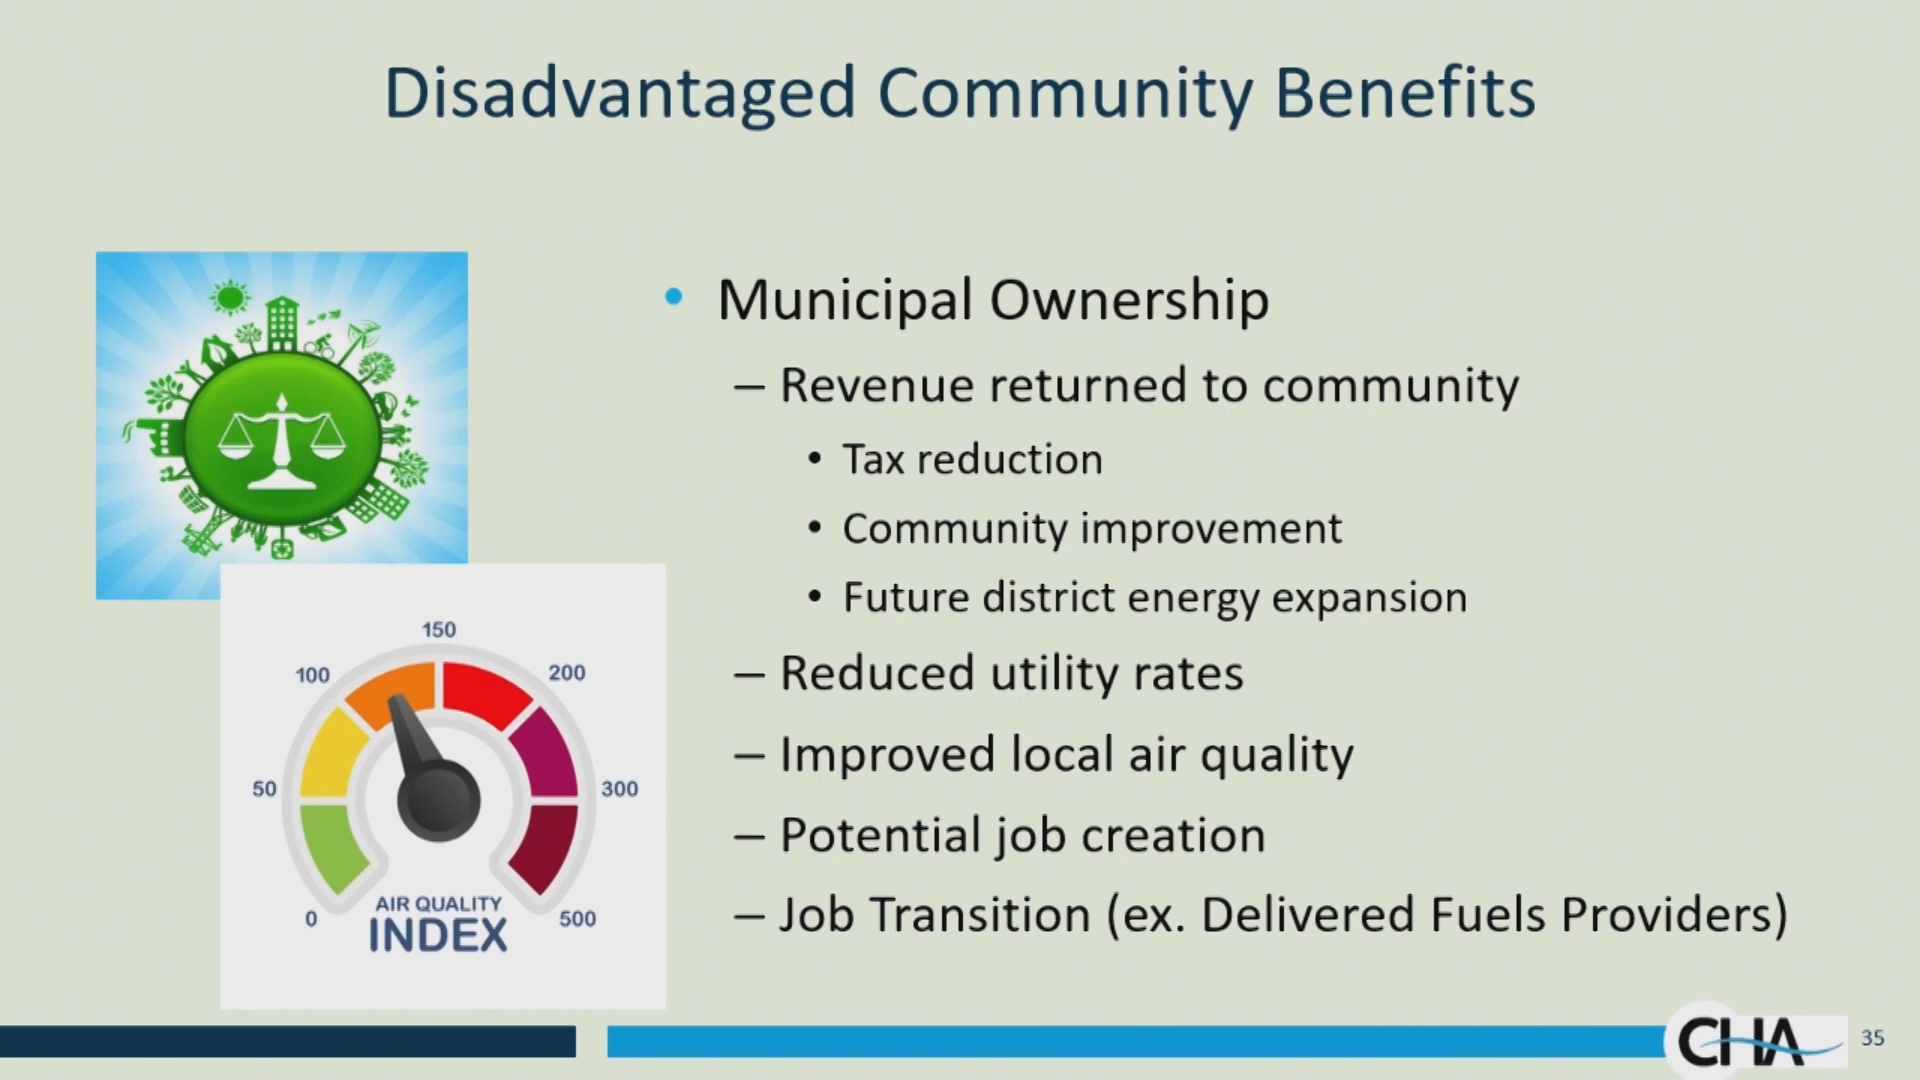 Disadvantaged Community Benefits
• Municipal Ownership
– Revenue returned to community
• Tax reduction
• Community improvement
• Future district energy expansion
– Reduced utility rates
– Improved local air quality
– Potential job creation
– Job Transition (ex. Delivered Fuels Providers)
0
50
100
150
200
300
500
AIR QUALITY
INDEX
CHA
35